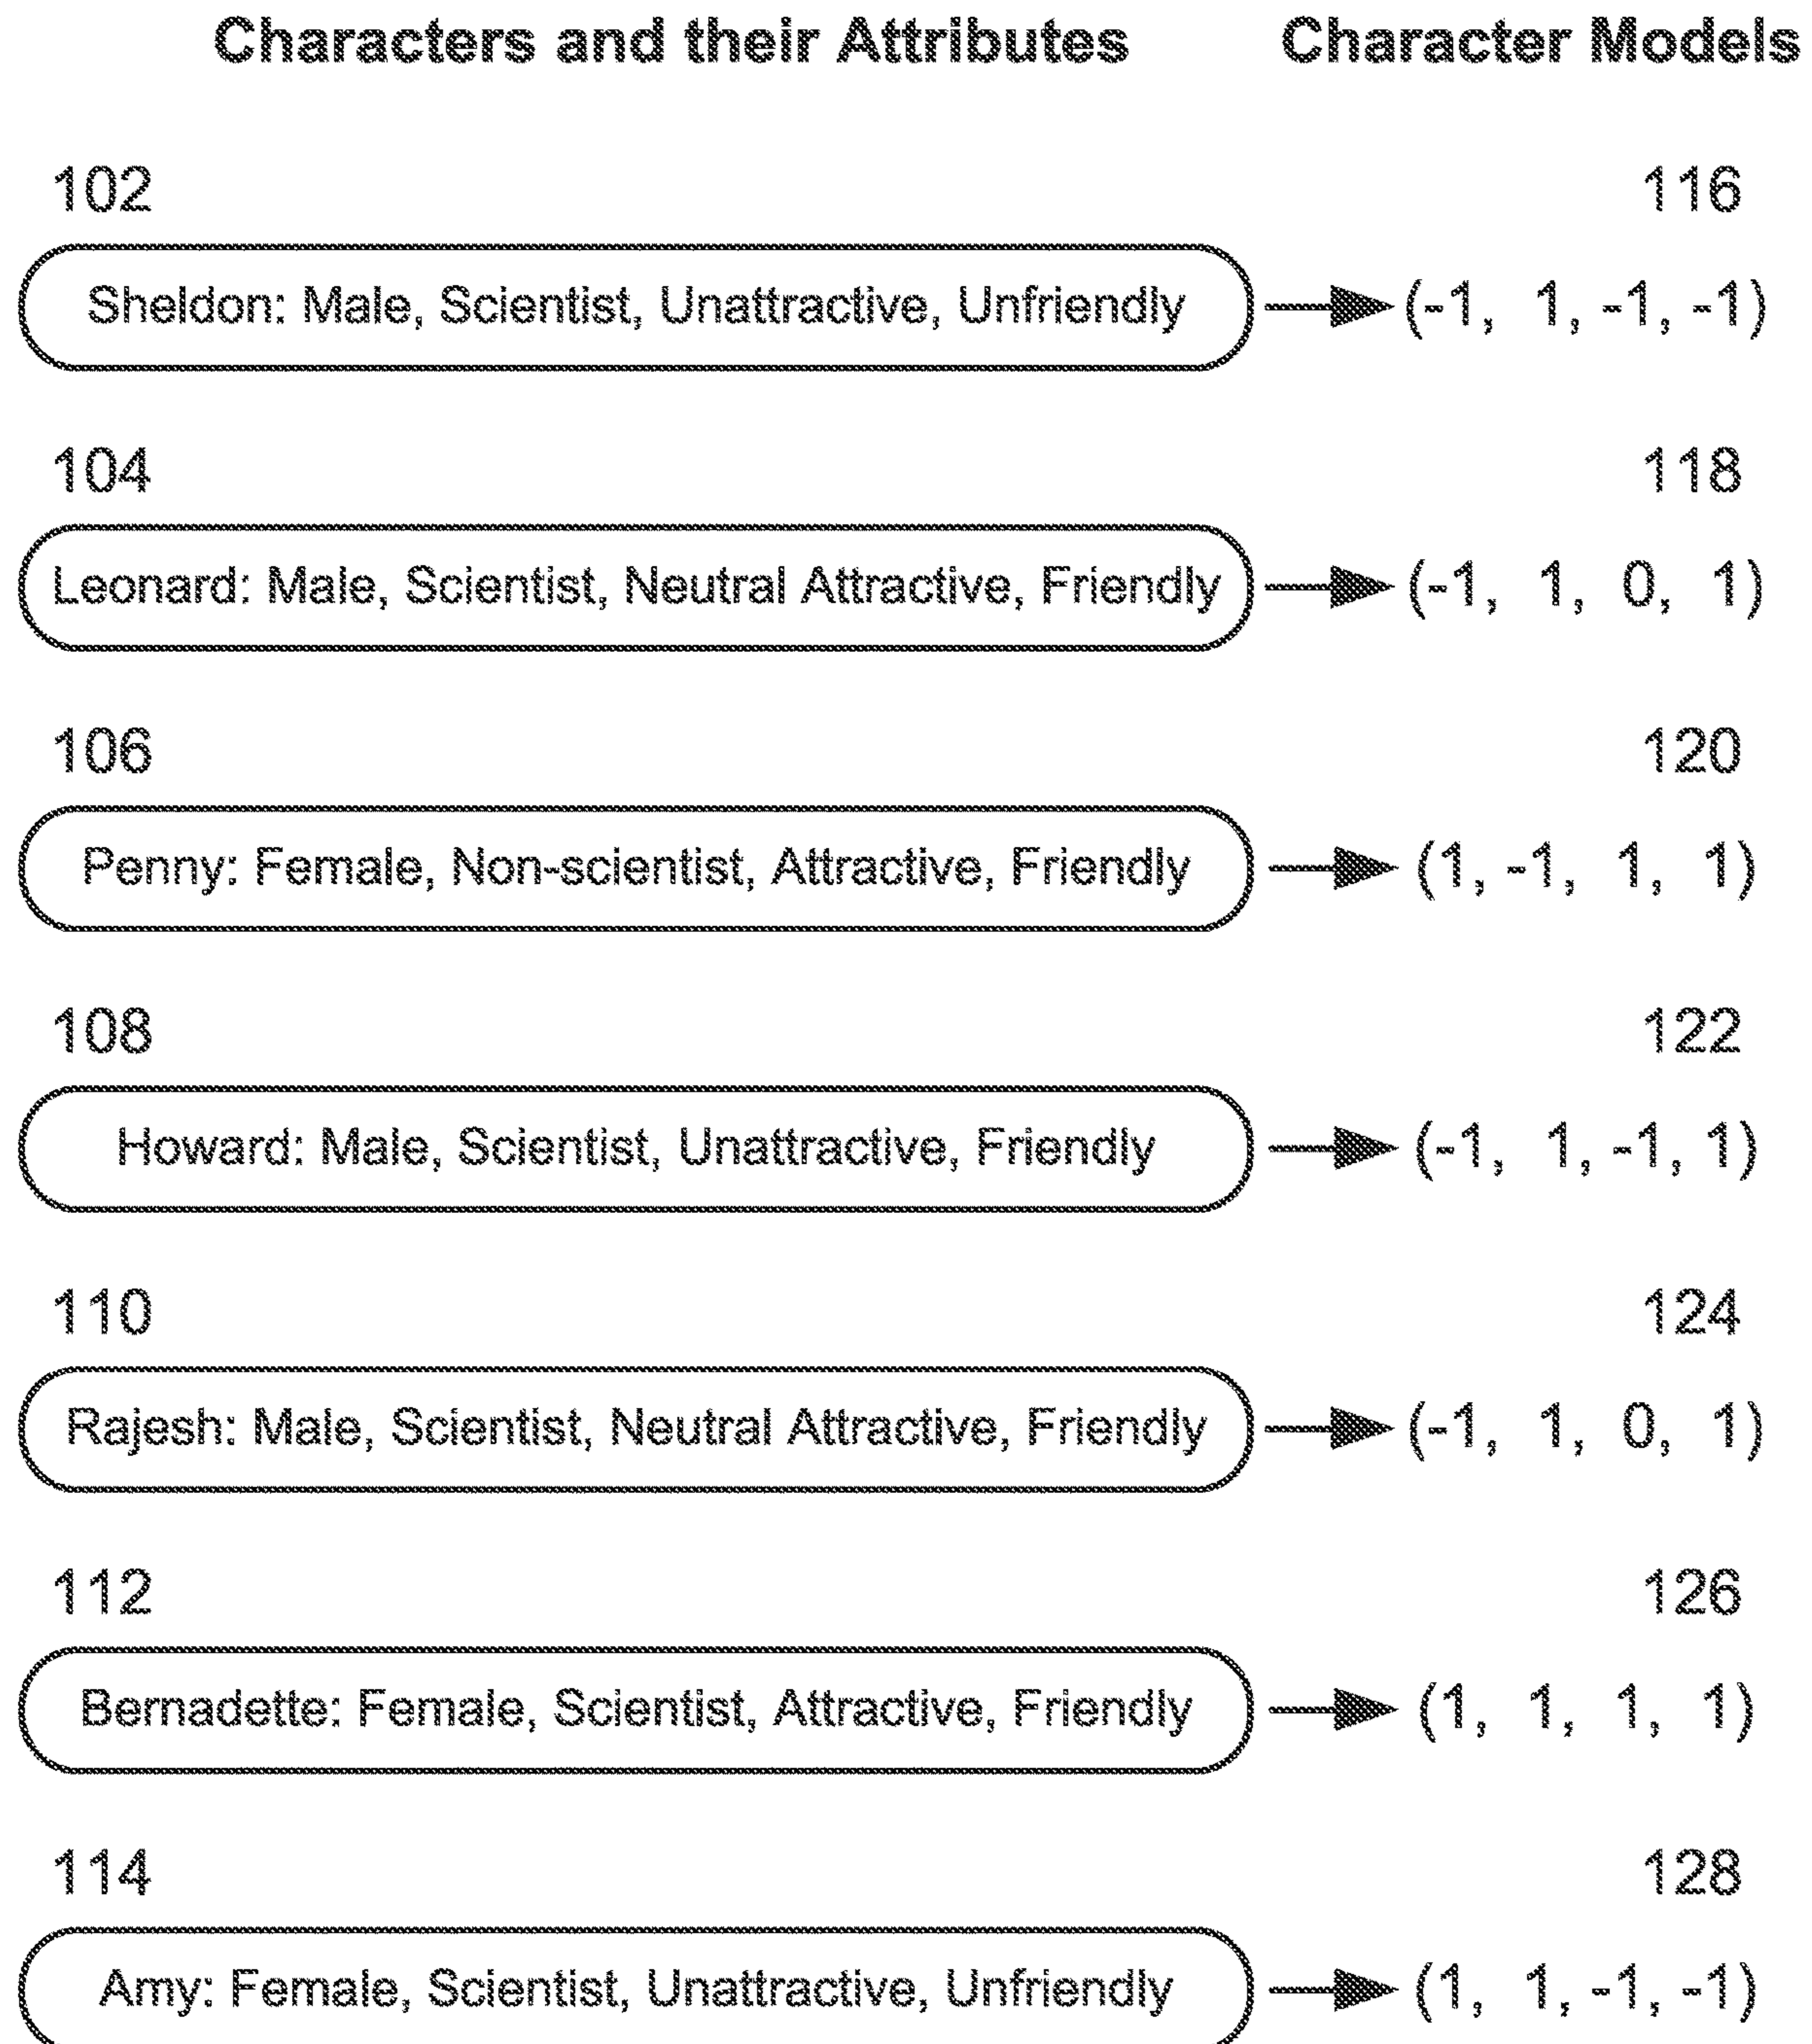 Characters and their Attributes Character Models
102 116
Sheldon: Male, Scientist, Unattractive, Unfriendly (-1, 1, -1, -1)
104 118
Leonard: Male, Scientist, Neutral Attractive, Friendly (-1, 1, 0, 1)
106 120
Penny: Female, Non-scientist, Attractive, Friendly (1, -1, 1, 1)
108 122
Howard: Male, Scientist, Unattractive, Friendly (-1, 1, -1, 1)
110 124
Rajesh: Male, Scientist, Neutral Attractive, Friendly (-1, 1, 0, 1)
112 126
Bernadette: Female, Scientist, Attractive, Friendly (1, 1, 1, 1)
114 128
Amy: Female, Scientist, Unattractive, Unfriendly (1, 1, -1, -1)